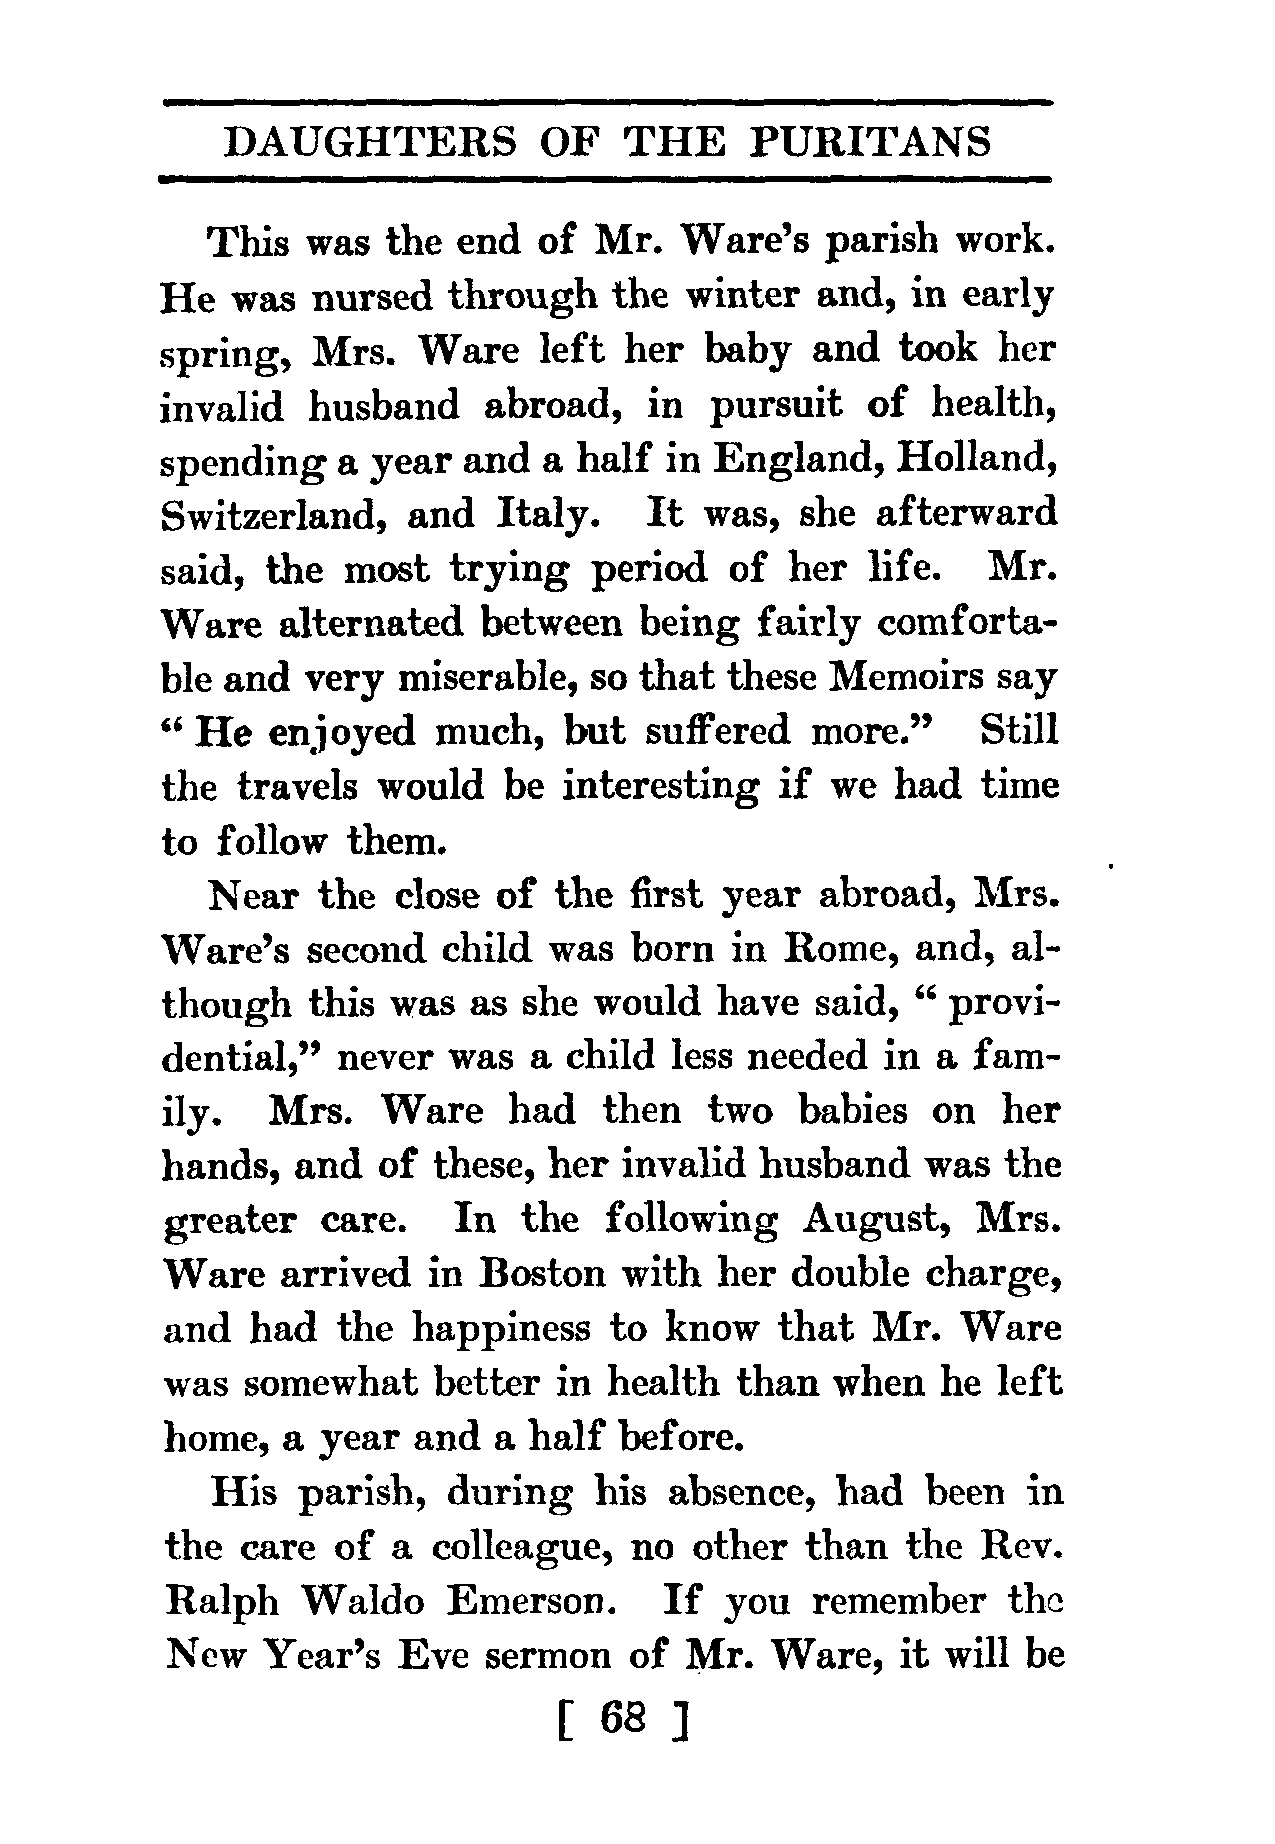 DAUGHTERS OF THE PURITANS
This was the end of Mr. Ware's parish work.
He was nursed through the winter and, in early
spring, Mrs. Ware left her baby and took her
invalid husband abroad, in pursuit of health,
spending a year and a half in England, Holland,
Switzerland, and Italy. It was, she afterward
said, the most trying period of her life. Mr.
Ware alternated between being fairly comforta-
ble and very miserable, so that these Memoirs say
“ He enjoyed much, but suffered more.” Still
the travels would be interesting if we had time
to follow them.
Near the close of the first year abroad, Mrs.
Ware's second child was born in Rome, and, al-
though this was as she would have said, “ provi-
dential,” never was a child less needed in a fam-
ily. Mrs. Ware had then two babies on her
hands, and of these, her invalid husband was the
greater care. In the following August, Mrs.
Ware arrived in Boston with her double charge,
and had the happiness to know that Mr. Ware
was somewhat better in health than when he left
home, a year and a half before.
His parish, during his absence, had been in
the care of a colleague, no other than the Rev.
Ralph Waldo Emerson. If you remember the
New Year's Eve sermon of Mr. Ware, it will be
[ 68 ]